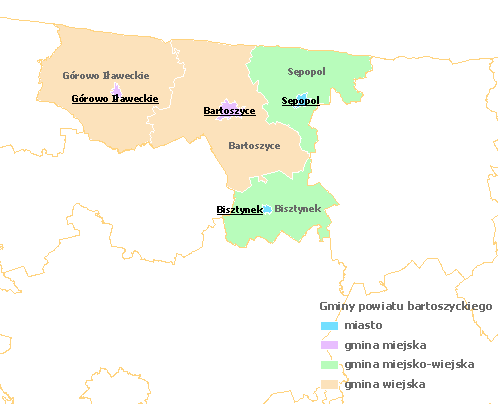 Sępopol
Górowo Iławeckie
Górowo Iławeckie
Sępopol
Bartoszyce
Bartoszyce
Bisztynek Bisztynek
Gminy powiatu bartoszyckiego
miasto
gmina miejska
gmina miejsko-wiejska
gmina wiejska